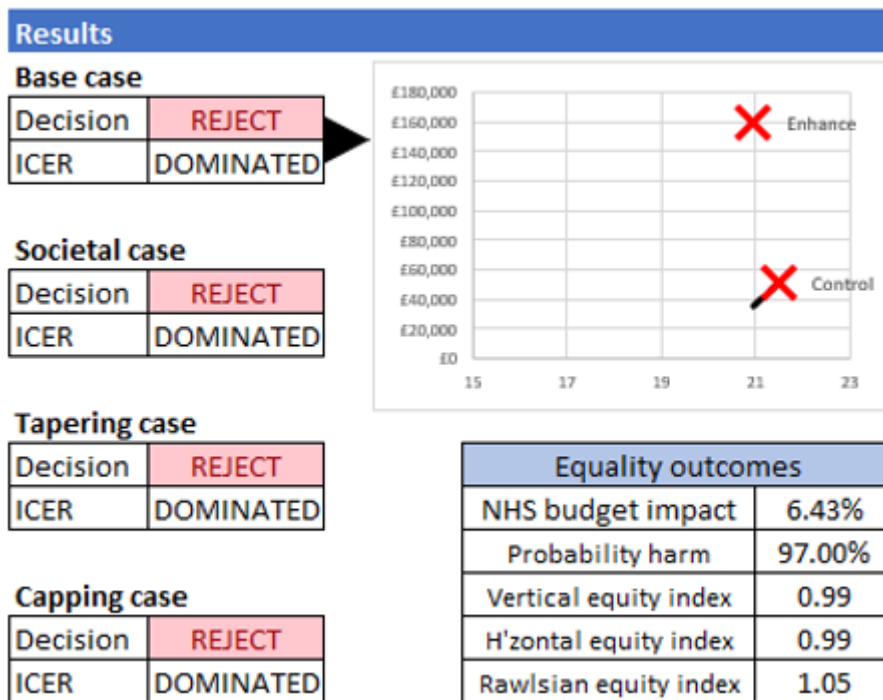 Results
Base case
Decision REJECT
ICER DOMINATED
Societal case
Decision REJECT
ICER DOMINATED
Tapering case
Decision REJECT
ICER DOMINATED
Capping case
Decision REJECT
ICER DOMINATED
£180,000
£160,000
£140,000
£120,000
£100,000
£80,000
£60,000
£40,000
£20,000
£0
15 17 19 21 23
Enhance
Control
Equality outcomes
NHS budget impact 6.43%
Probability harm 97.00%
Vertical equity index 0.99
H'zontal equity index 0.99
Rawlsian equity index 1.05